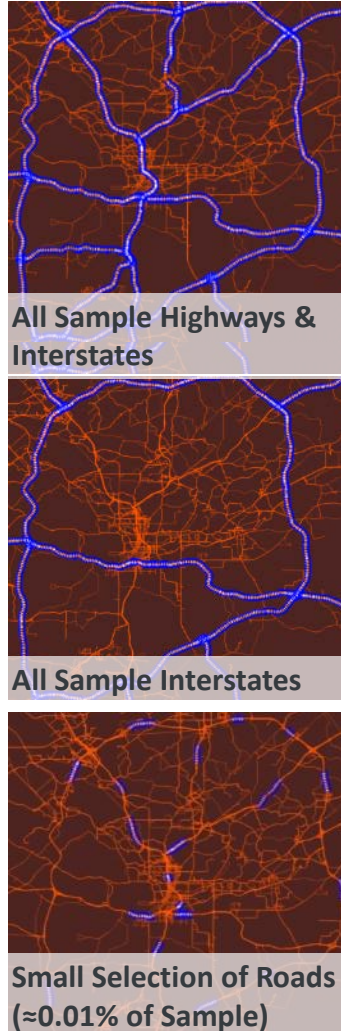 All Sample Highways &
Interstates
All Sample Interstates
Small Selection of Roads
(≈0.01% of Sample)